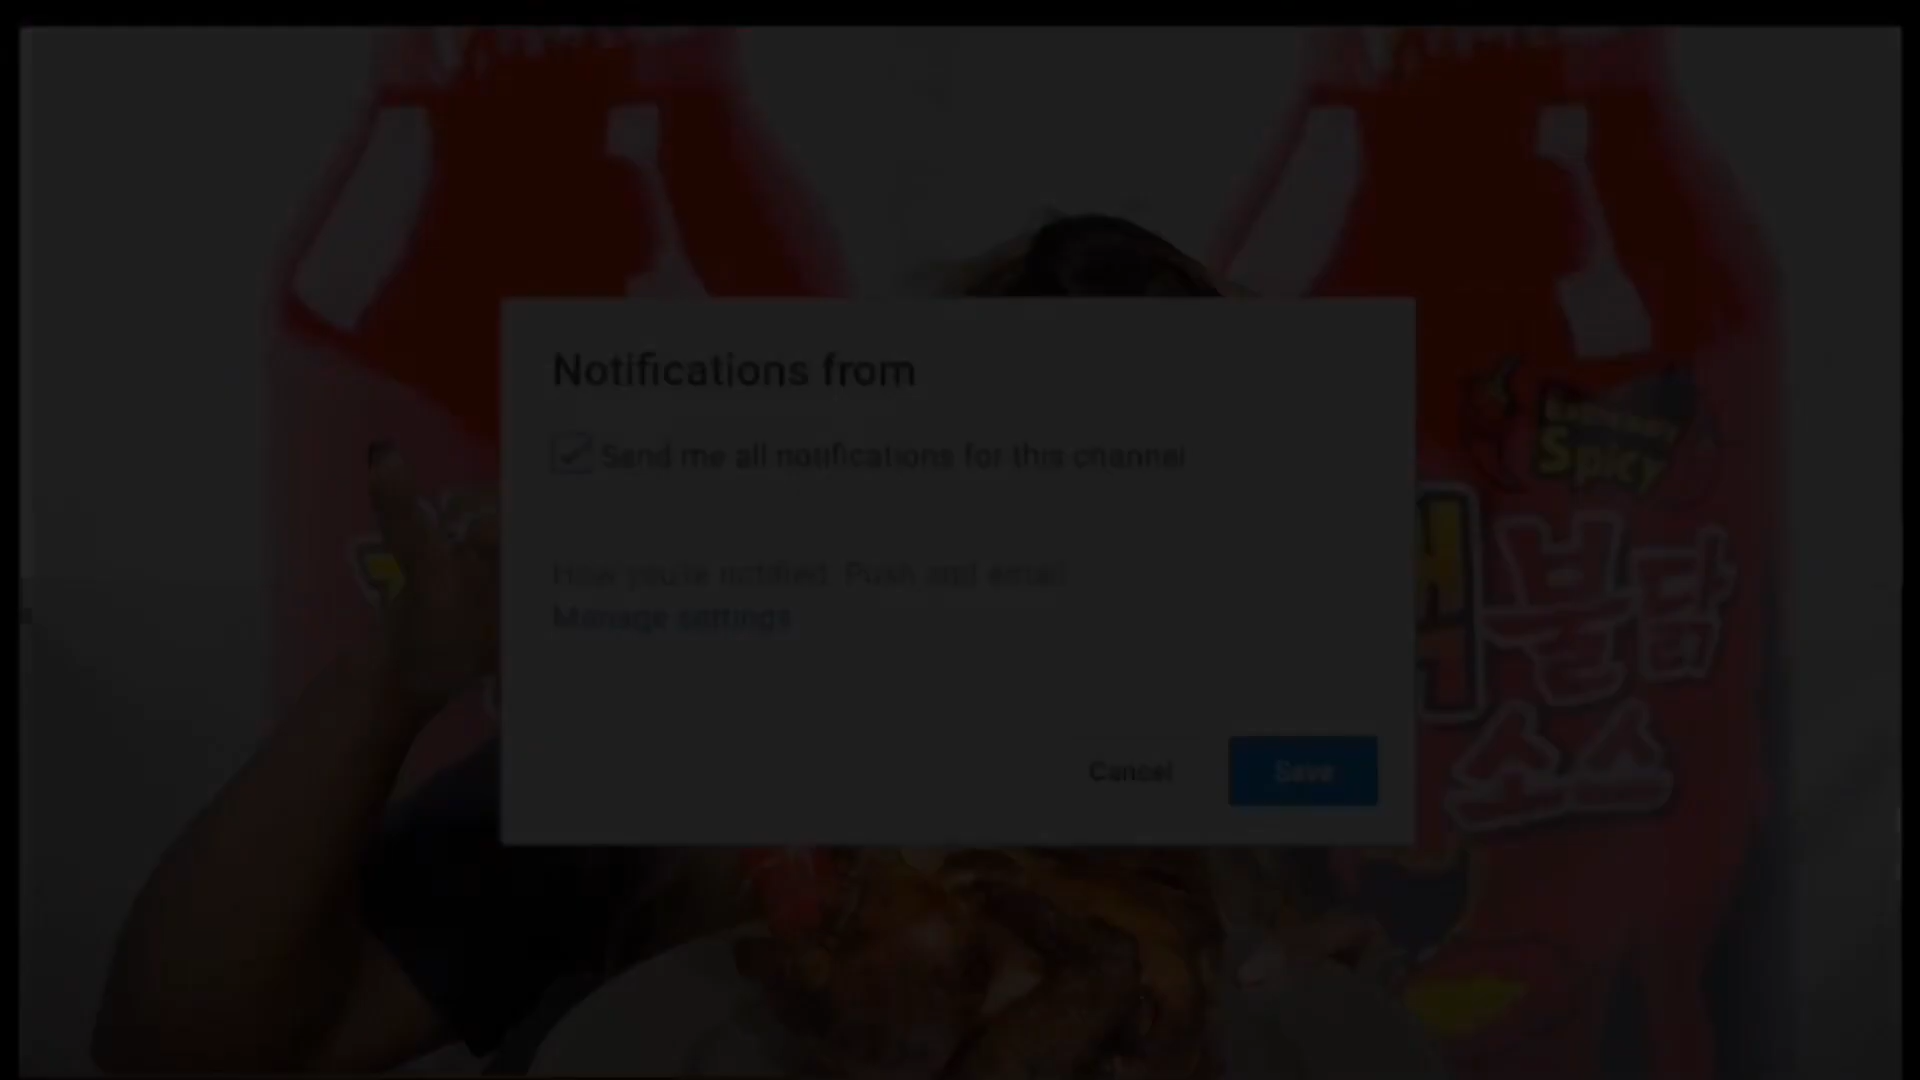 Notifications from
Send me all notifications for this channel
How you're notified: Push and email
Manage settings
Cancel
Save
Spicy
불닭
소스